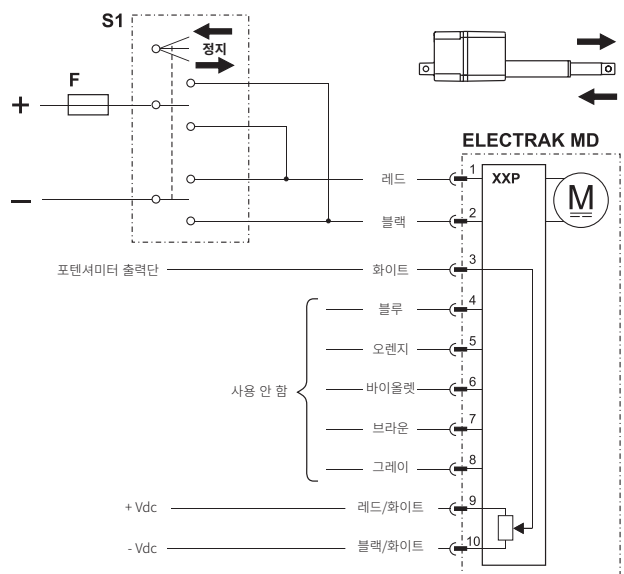 S1
정지
F
+
−
ELECTRAK MD
XXP
M
레드 1
블랙 2
포텐셔미터 출력단 화이트 3
블루 4
오렌지 5
사용 안 함 바이올렛 6
브라운 7
그레이 8
+ Vdc 레드/화이트 9
- Vdc 블랙/화이트 10